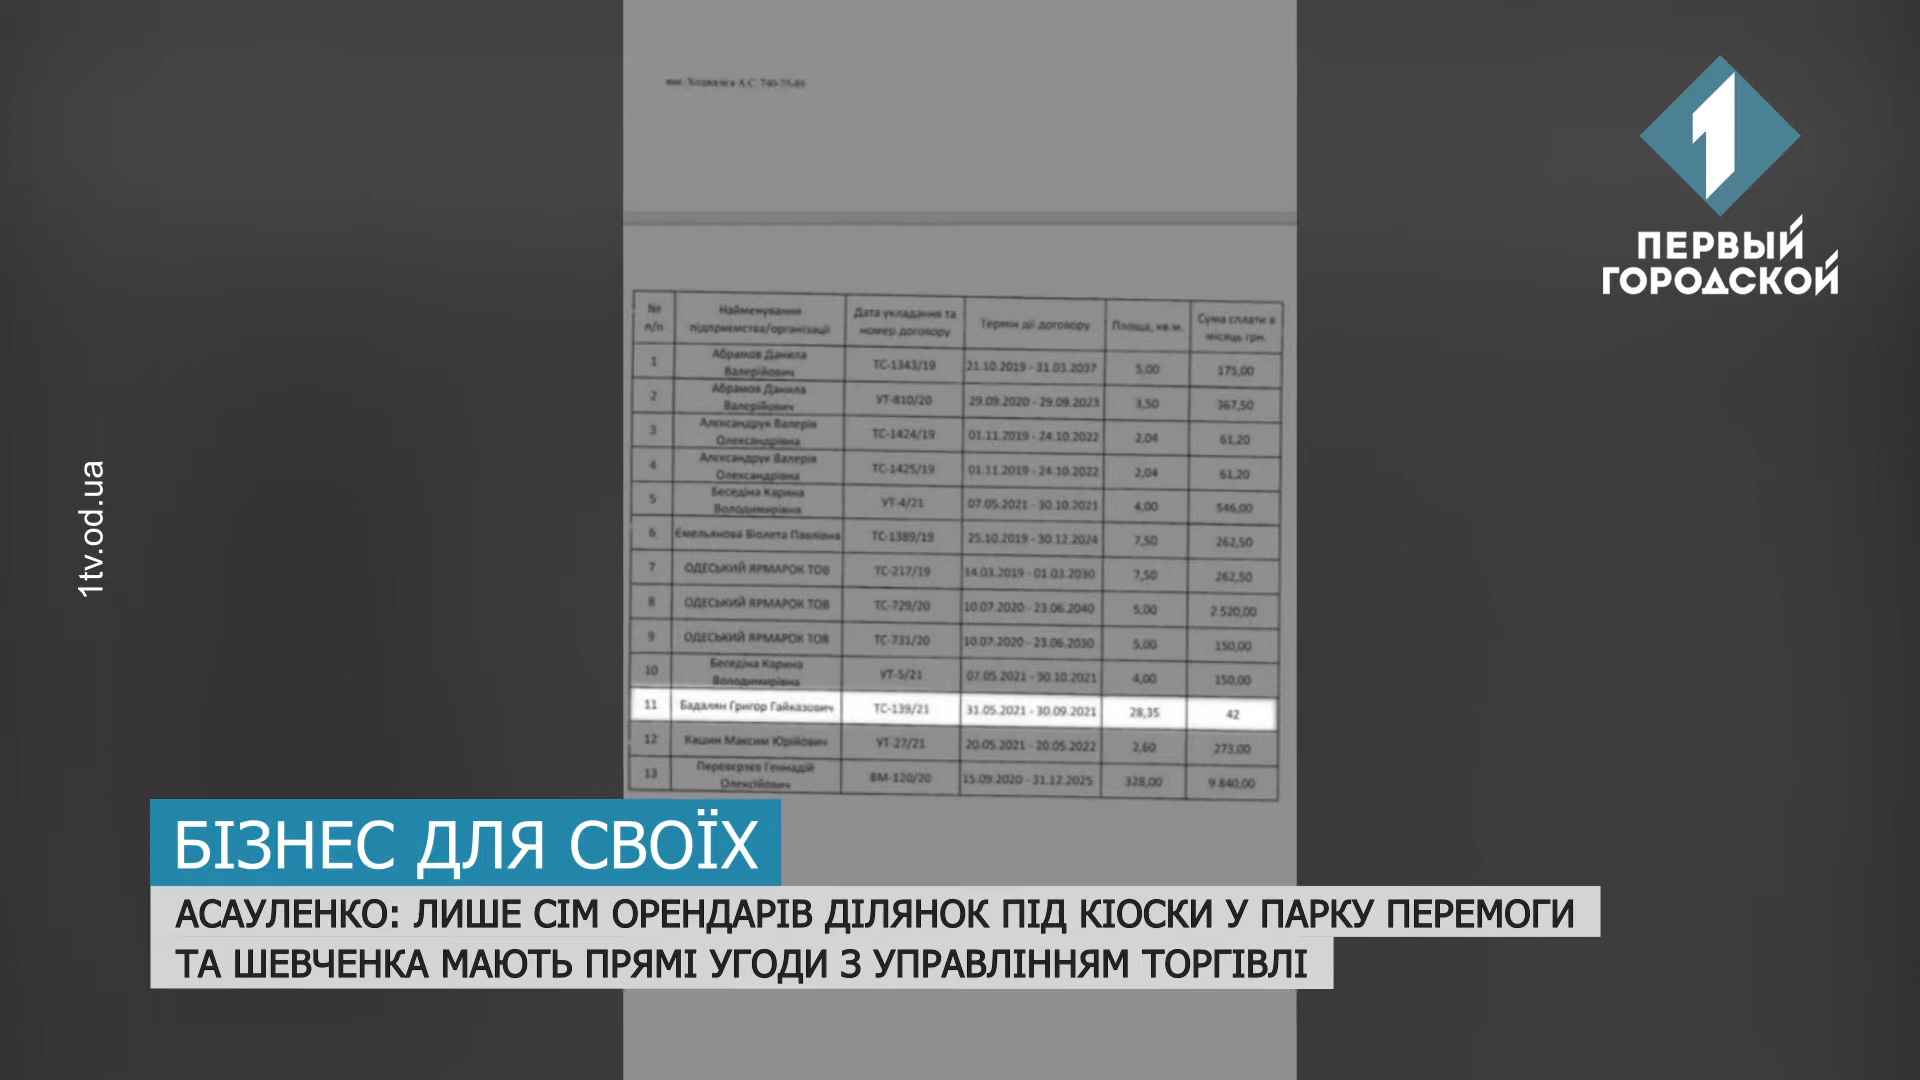 вик. Ходжаієв А.С. 740-75-89
1
ПЕРВЫЙ
ГОРОДСКОЙ
1tv.od.ua
№ п/п Найменування підприємства/організації Дата укладання та номер договору Термін дії договору Площа, кв.м. Сума сплати в місяць грн.
1 Абрамов Данила Валерійович ТС-1343/19 21.10.2019 - 31.03.2037 5,00 175,00
2 Абрамов Данила Валерійович УТ-810/20 29.09.2020 - 29.09.2023 3,50 367,50
3 Александрук Валерія Олександрівна ТС-1424/19 01.11.2019 - 24.10.2022 2,04 61,20
4 Александрук Валерія Олександрівна ТС-1425/19 01.11.2019 - 24.10.2022 2,04 61,20
5 Беседіна Карина Володимирівна УТ-4/21 07.05.2021 - 30.10.2021 4,00 546,00
6 Ємельянова Віолета Павлівна ТС-1389/19 25.10.2019 - 30.12.2024 7,50 262,50
7 ОДЕСЬКИЙ ЯРМАРОК ТОВ ТС-217/19 14.03.2019 - 01.03.2030 7,50 262,50
8 ОДЕСЬКИЙ ЯРМАРОК ТОВ ТС-729/20 10.07.2020 - 23.06.2040 5,00 2 520,00
9 ОДЕСЬКИЙ ЯРМАРОК ТОВ ТС-731/20 10.07.2020 - 23.06.2030 5,00 150,00
10 Беседіна Карина Володимирівна УТ-5/21 07.05.2021 - 30.10.2021 4,00 150,00
11 Бадалян Григор Гайказович ТС-139/21 31.05.2021 - 30.09.2021 28,35 42
12 Кашин Максим Юрійович УТ-27/21 20.05.2021 - 20.05.2022 2,60 273,00
13 Перевєрзєв Геннадій Олексійович ВМ-120/20 15.09.2020 - 31.12.2025 328,00 9 840,00
БІЗНЕС ДЛЯ СВОЇХ
АСАУЛЕНКО: ЛИШЕ СІМ ОРЕНДАРІВ ДІЛЯНОК ПІД КІОСКИ У ПАРКУ ПЕРЕМОГИ
ТА ШЕВЧЕНКА МАЮТЬ ПРЯМІ УГОДИ З УПРАВЛІННЯМ ТОРГІВЛІ